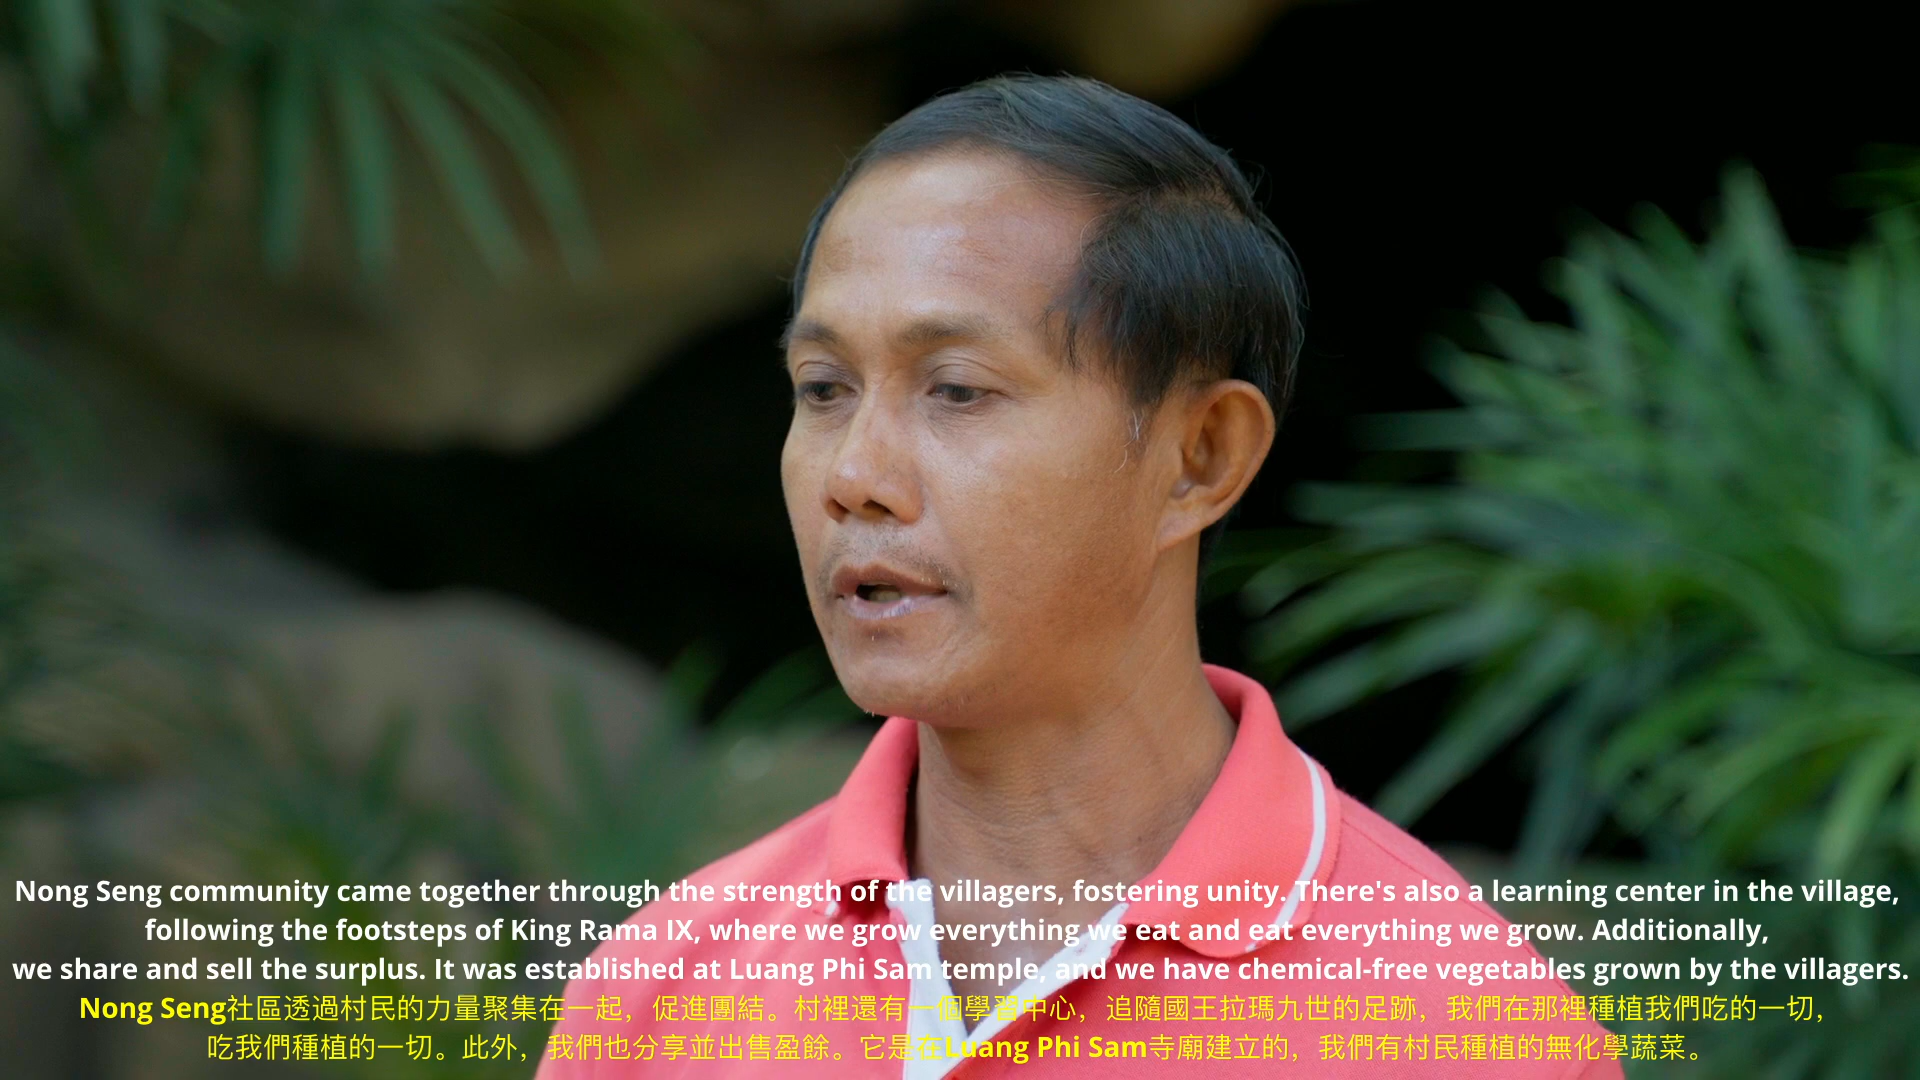 Nong Seng community came together through the strength of the villagers, fostering unity. There's also a learning center in the village,
following the footsteps of King Rama IX, where we grow everything we eat and eat everything we grow. Additionally,
we share and sell the surplus. It was established at Luang Phi Sam temple, and we have chemical-free vegetables grown by the villagers.
Nong Seng社區透過村民的力量聚集在一起，促進團結。村裡還有一個學習中心，追隨國王拉瑪九世的足跡，我們在那裡種植我們吃的一切，
吃我們種植的一切。此外，我們也分享並出售盈餘。它是在Luang Phi Sam寺廟建立的，我們有村民種植的無化學蔬菜。